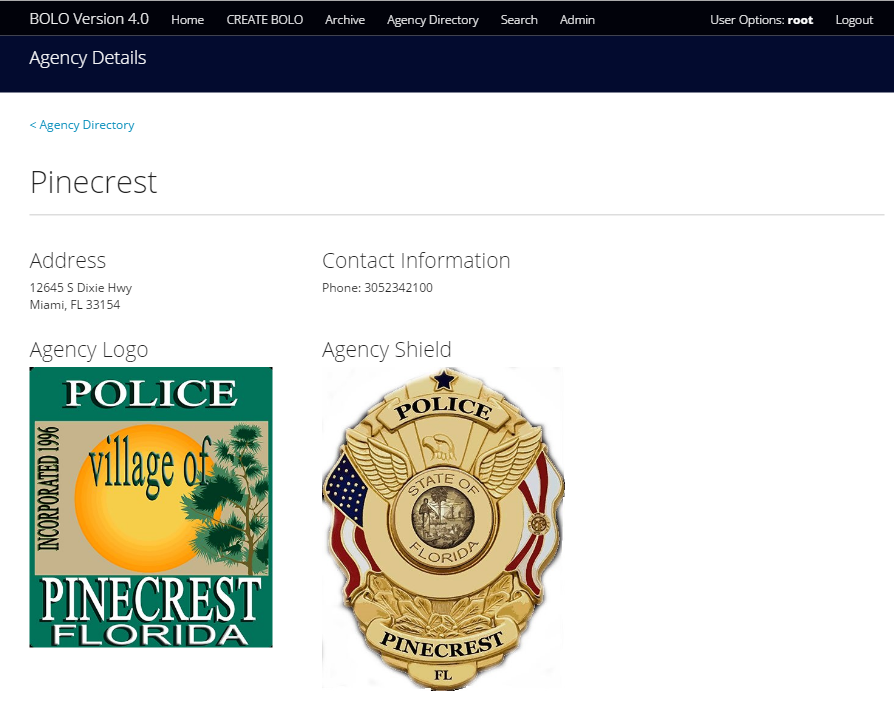 BOLO Version 4.0 Home CREATE BOLO Archive Agency Directory Search Admin User Options: root Logout
Agency Details
< Agency Directory
Pinecrest
Address
12645 S Dixie Hwy
Miami, FL 33154
Contact Information
Phone: 3052342100
Agency Logo
POLICE
INCORPORATED 1996
village of
PINECREST
FLORIDA
Agency Shield
POLICE
STATE OF
FLORIDA
PINECREST
FL